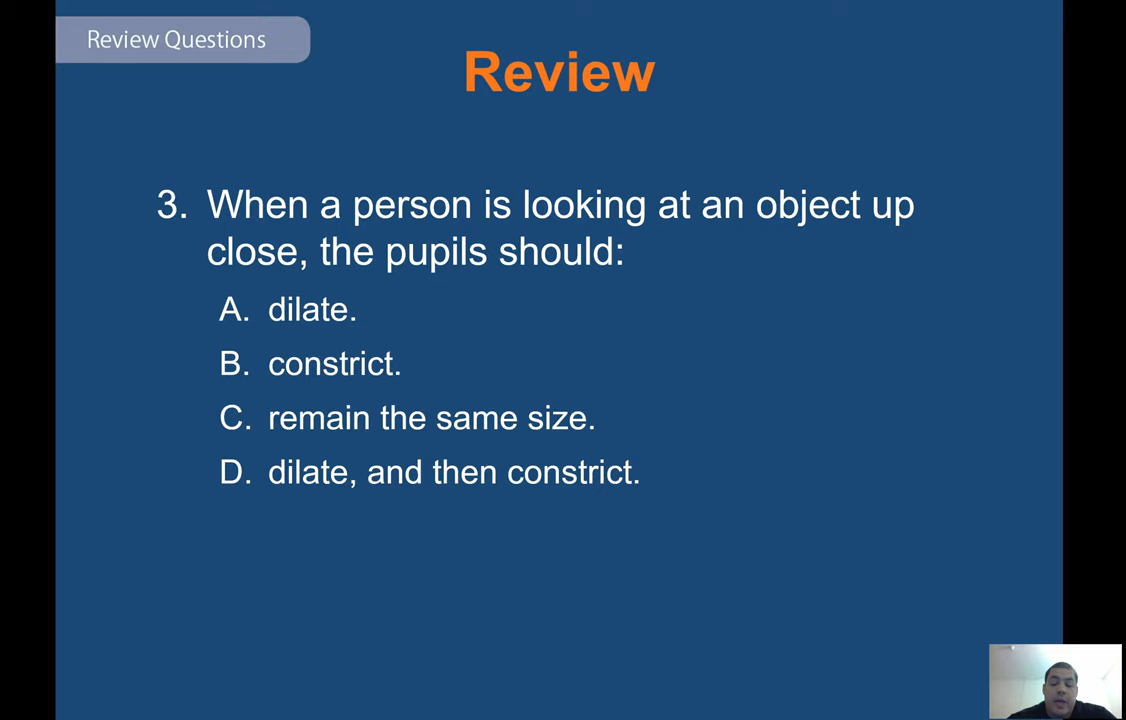 Review Questions
Review
3. When a person is looking at an object up
close, the pupils should:
A. dilate.
B. constrict.
C. remain the same size.
D. dilate, and then constrict.